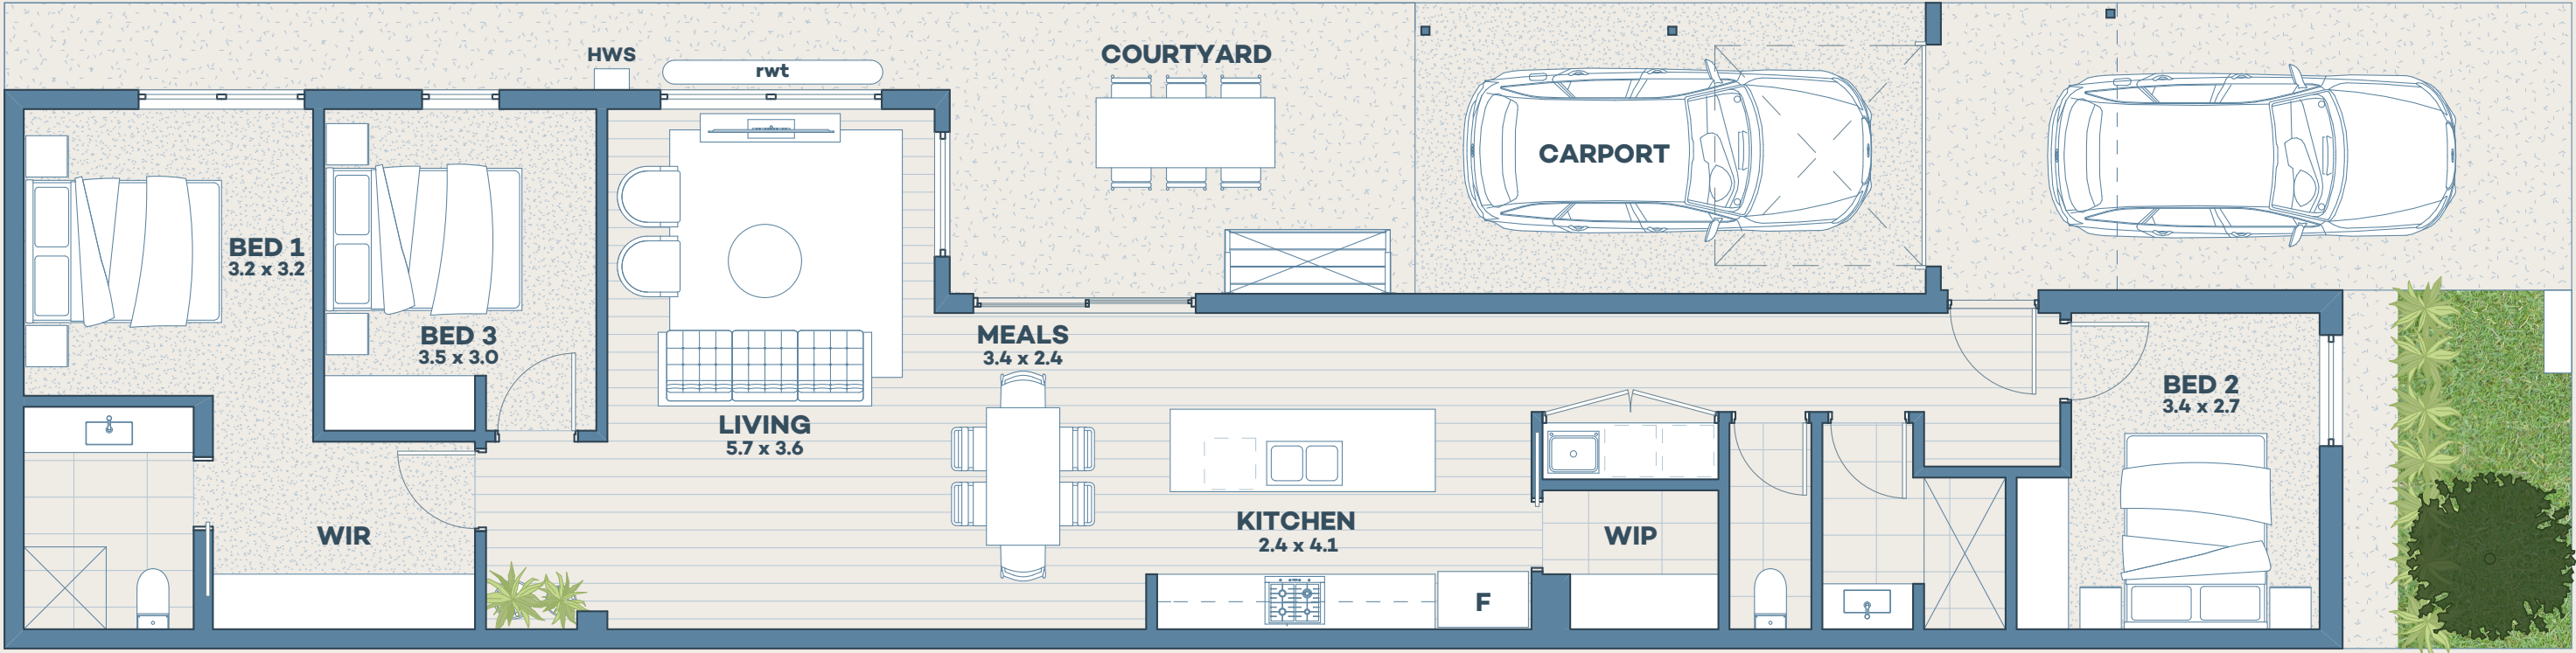 HWS
rwt
COURTYARD
CARPORT
BED 1
3.2 x 3.2
BED 3
3.5 x 3.0
MEALS
3.4 x 2.4
LIVING
5.7 x 3.6
BED 2
3.4 x 2.7
WIR
KITCHEN
2.4 x 4.1
WIP
F